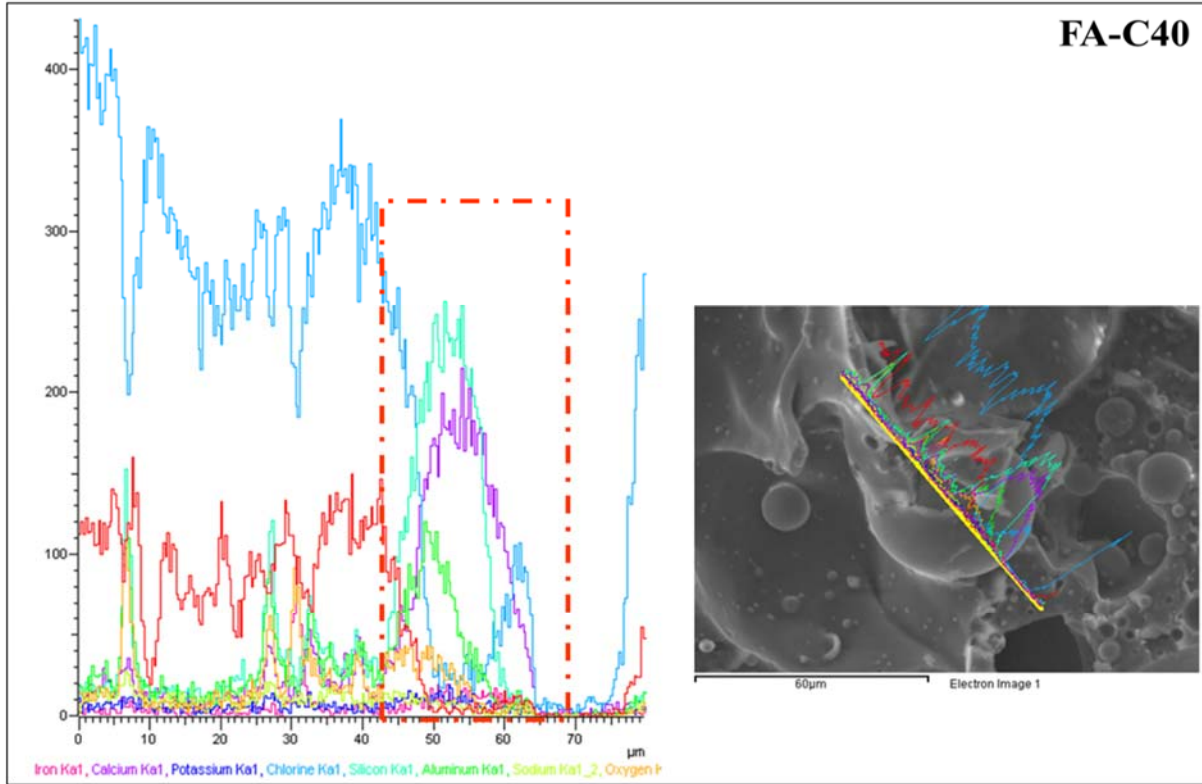 FA-C40
400
300
200
100
0
0 10 20 30 40 50 60 70
µm
Iron Ka1, Calcium Ka1, Potassium Ka1, Chlorine Ka1, Silicon Ka1, Aluminum Ka1, Sodium Ka1_2, Oxygen K
60µm Electron Image 1